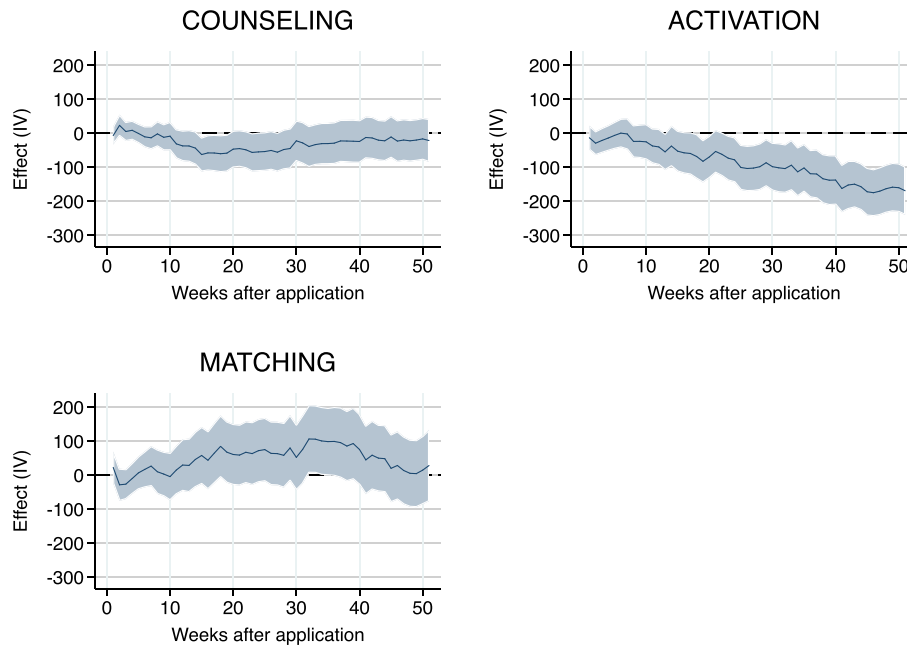 COUNSELING
200
100
0
-100
-200
-300
Effect (IV)
0 10 20 30 40 50
Weeks after application
ACTIVATION
200
100
0
-100
-200
-300
Effect (IV)
0 10 20 30 40 50
Weeks after application
MATCHING
200
100
0
-100
-200
-300
Effect (IV)
0 10 20 30 40 50
Weeks after application